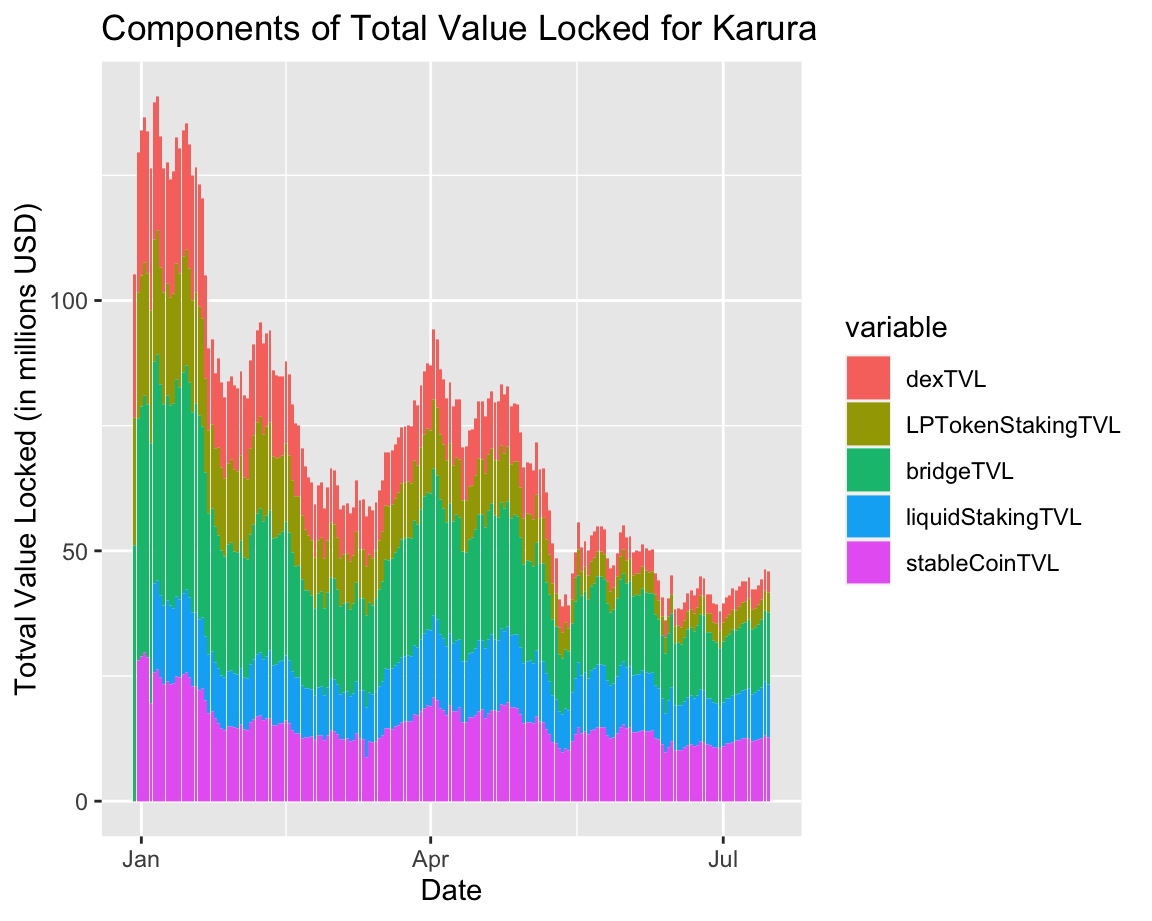 Components of Total Value Locked for Karura
Totval Value Locked (in millions USD)
100
50
0
Jan
Apr
Jul
Date
variable
dexTVL
LPTokenStakingTVL
bridgeTVL
liquidStakingTVL
stableCoinTVL